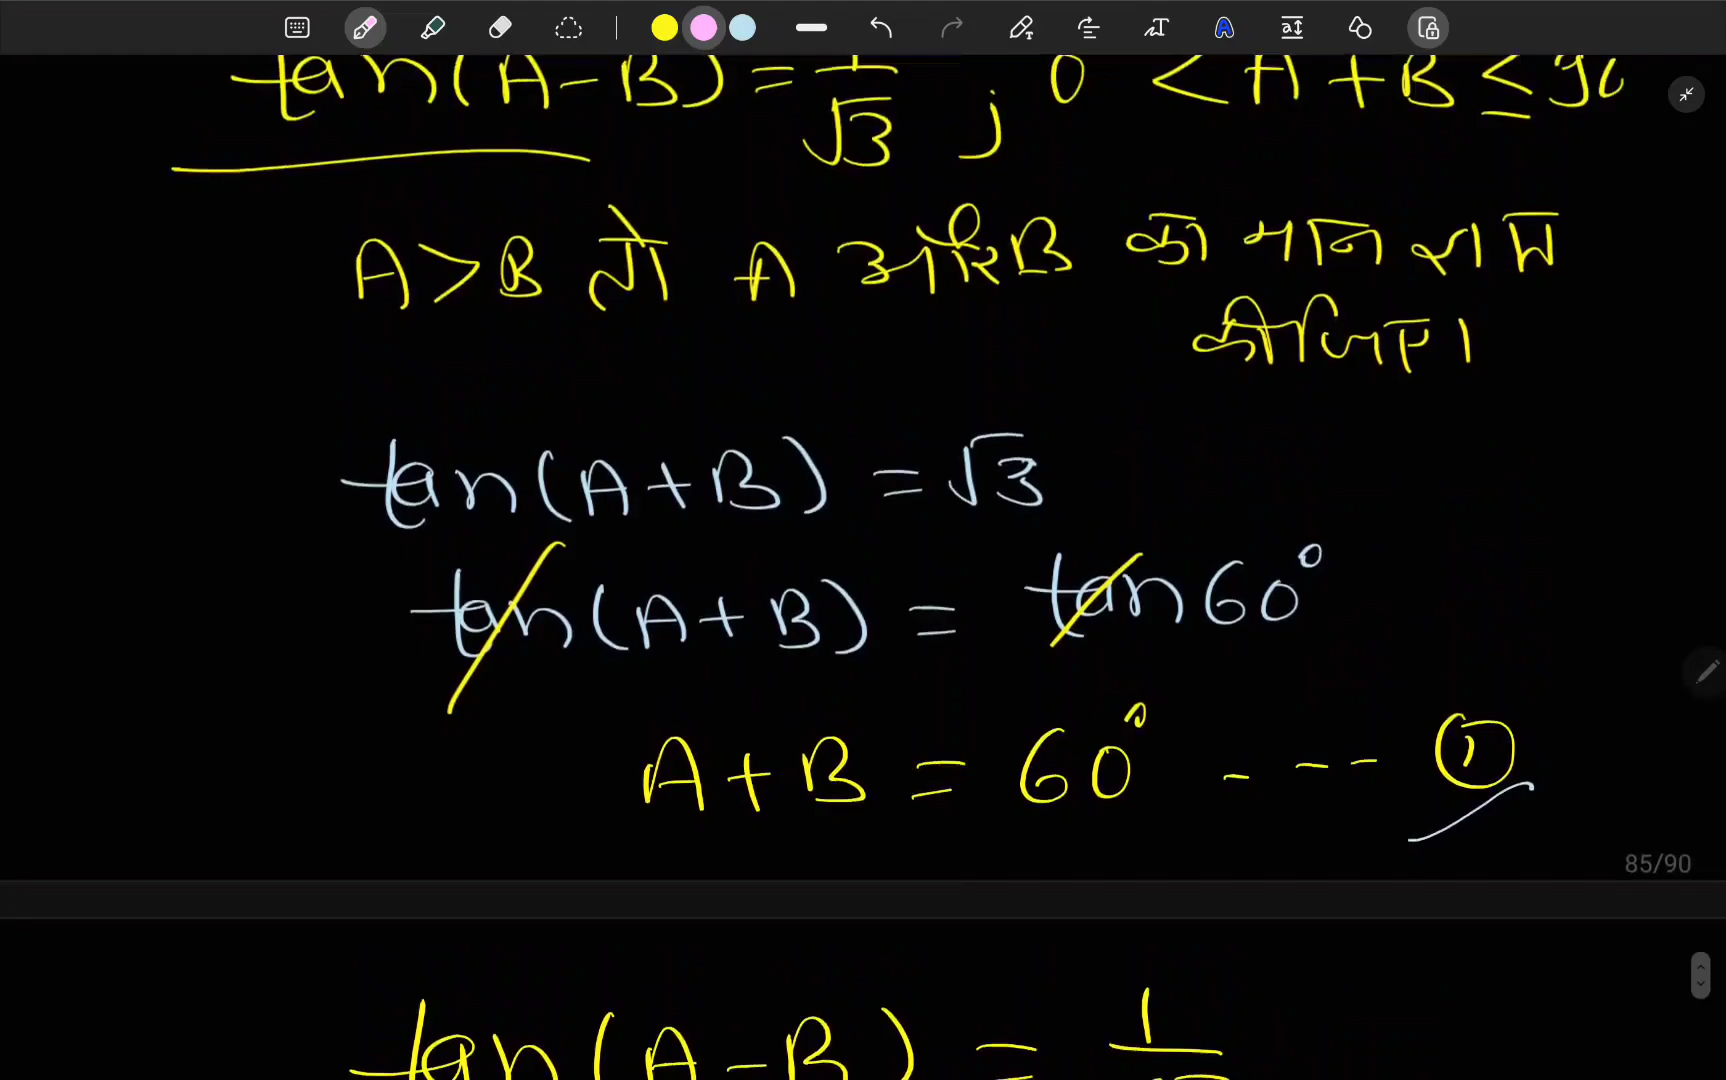 tan(A-B) = 1/√3 ; 0 < A + B ≤ 90
A > B तो A और B का मान ज्ञात
कीजिए।
tan(A+B) = √3
tan(A+B) = tan 60°
A + B = 60° - - - ①
85/90
tan(A-B) = 1